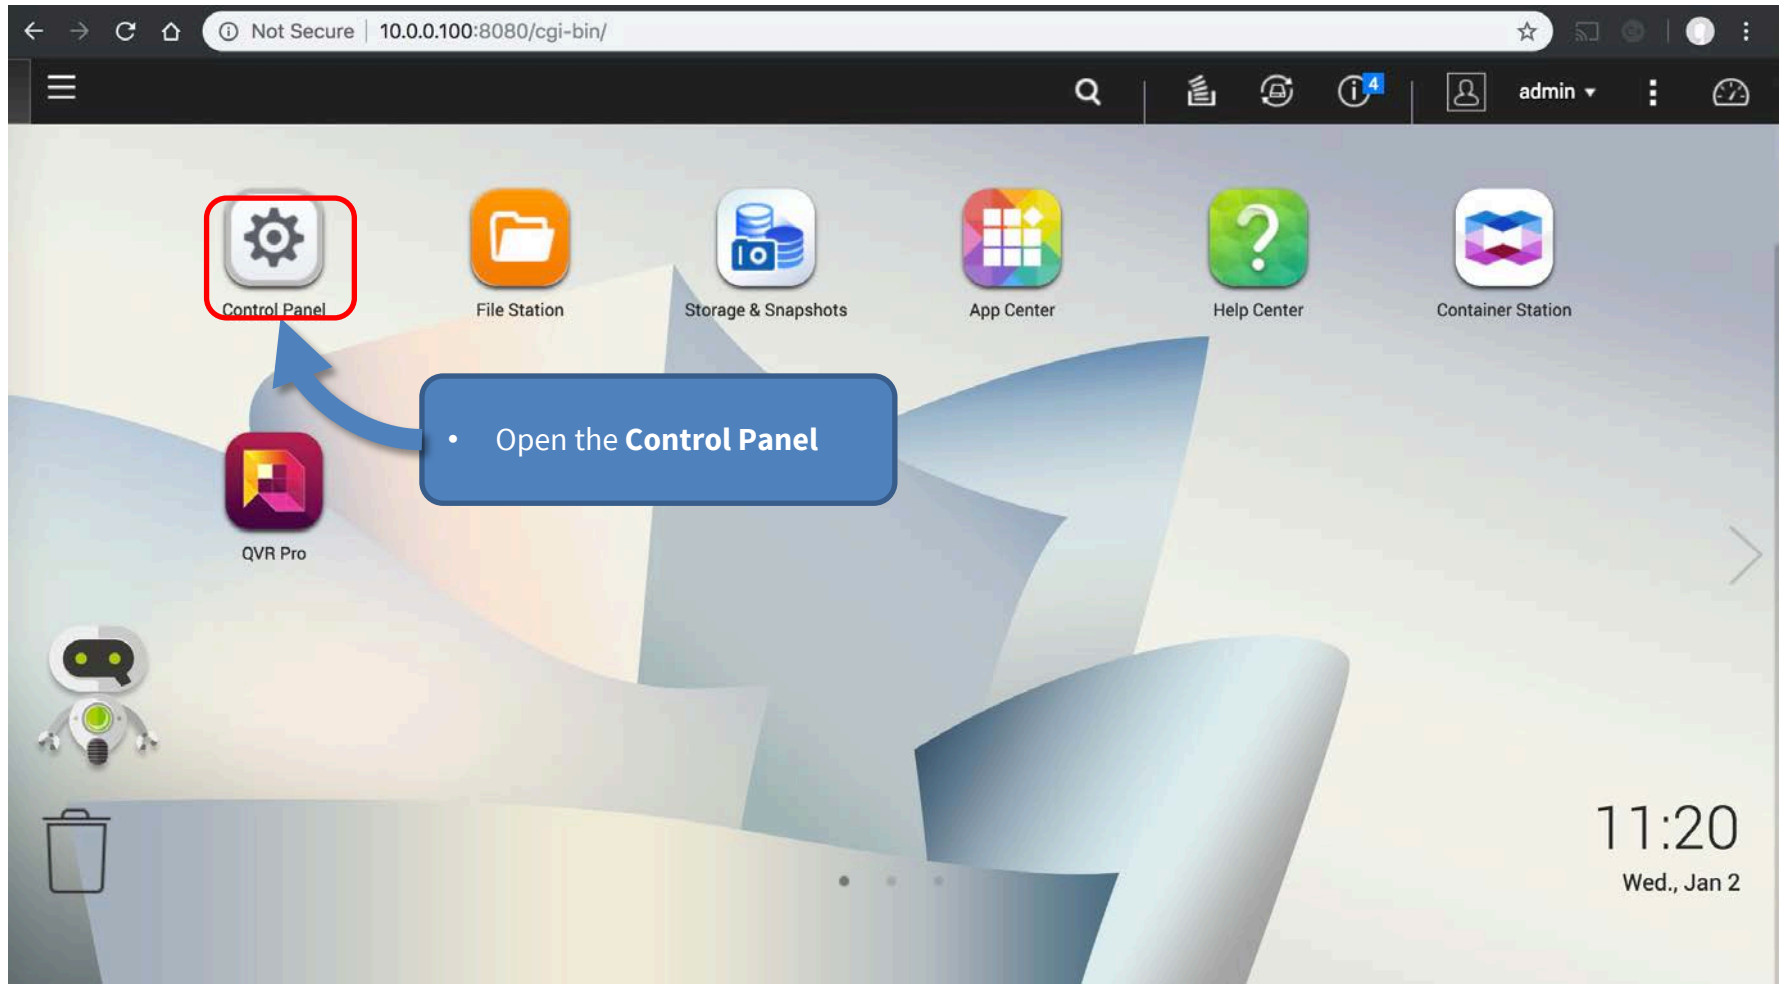 Not Secure | 10.0.0.100:8080/cgi-bin/
4
admin
Control Panel
File Station
Storage & Snapshots
App Center
Help Center
Container Station
• Open the Control Panel
QVR Pro
11:20
Wed., Jan 2